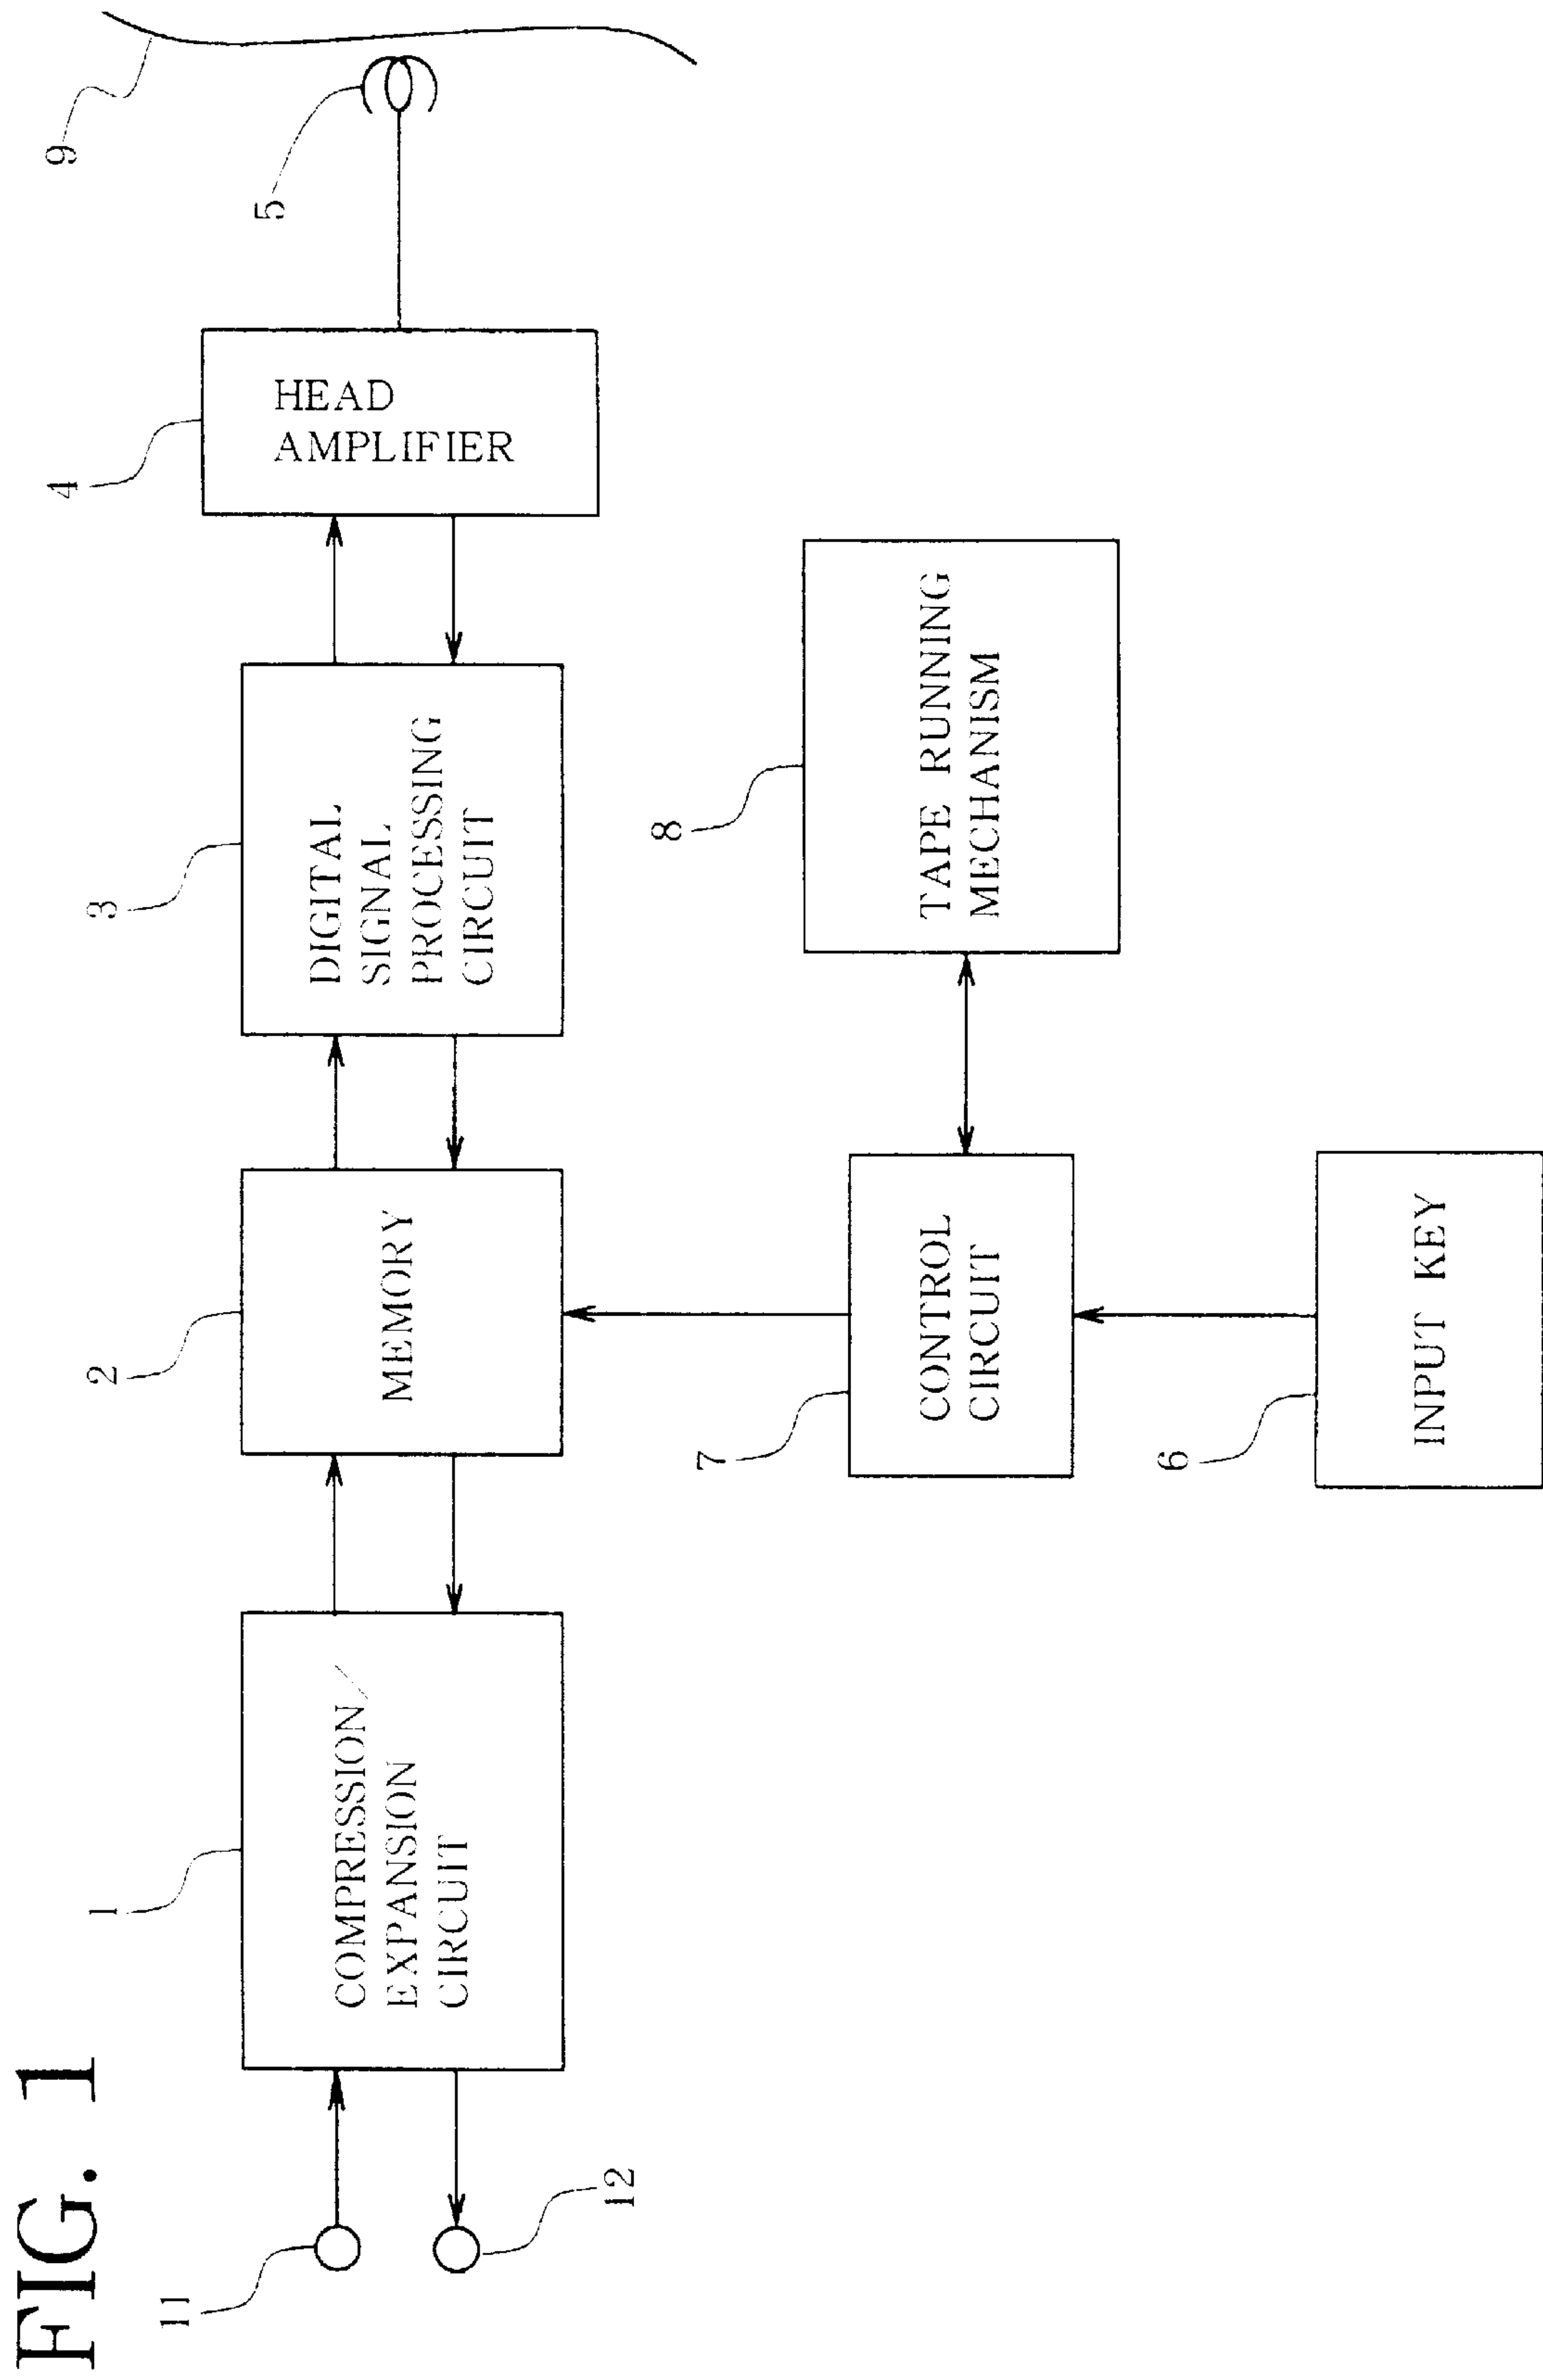 FIG. 1
11
12
1
COMPRESSION/
EXPANSION
CIRCUIT
2
MEMORY
3
DIGITAL
SIGNAL
PROCESSING
CIRCUIT
4
HEAD
AMPLIFIER
5
9
7
CONTROL
CIRCUIT
8
TAPE RUNNING
MECHANISM
6
INPUT KEY